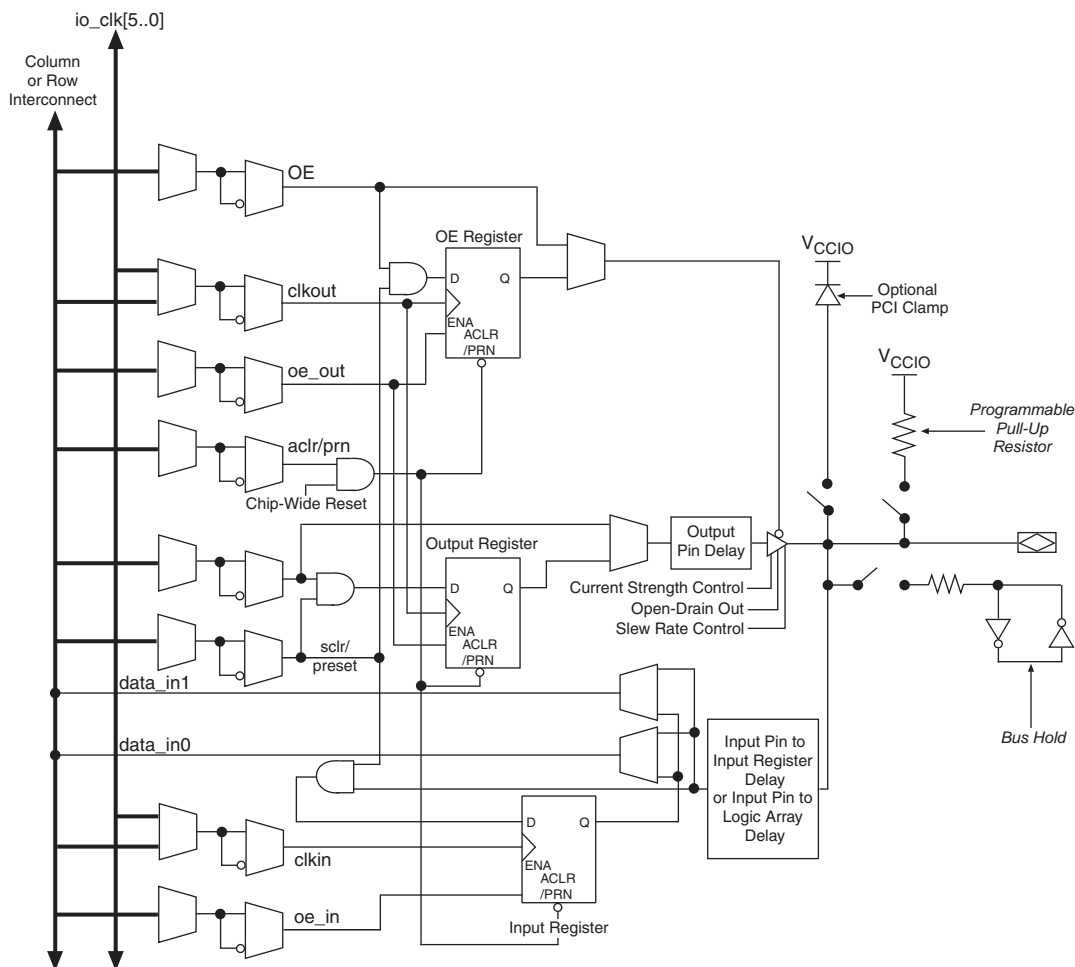 io_clk[5..0]
Column
or Row
Interconnect
OE
OE Register
D
Q
ENA
ACLR
/PRN
clkout
oe_out
aclr/prn
Chip-Wide Reset
VCCIO
Optional
PCI Clamp
VCCIO
Programmable
Pull-Up
Resistor
Output Register
D
Q
ENA
ACLR
/PRN
Output
Pin Delay
Current Strength Control
Open-Drain Out
Slew Rate Control
sclr/
preset
data_in1
data_in0
Input Pin to
Input Register
Delay
or Input Pin to
Logic Array
Delay
Bus Hold
D
Q
ENA
ACLR
/PRN
clkin
oe_in
Input Register